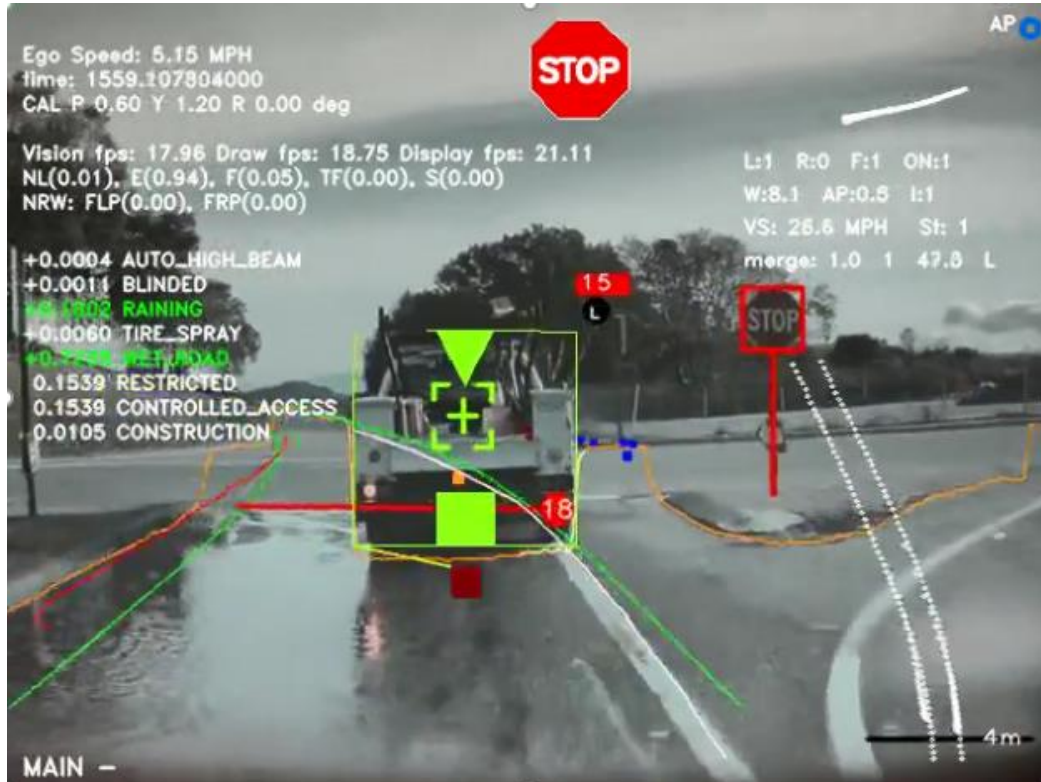 STOP
AP
Ego Speed: 5.15 MPH
time: 1559.107804000
CAL P 0.60 Y 1.20 R 0.00 deg
Vision fps: 17.96 Draw fps: 18.75 Display fps: 21.11
NL(0.01), E(0.94), F(0.05), TF(0.00), S(0.00)
NRW: FLP(0.00), FRP(0.00)
L:1 R:0 F:1 ON:1
W:8.1 AP:0.5 I:1
VS: 26.6 MPH St: 1
merge: 1.0 1 47.8 L
+0.0004 AUTO_HIGH_BEAM
+0.0011 BLINDED
RAINING
+0.0060 TIRE_SPRAY
WET_ROAD
0.1539 RESTRICTED
0.1539 CONTROLLED_ACCESS
0.0105 CONSTRUCTION
15
L
STOP
18
4m
MAIN -